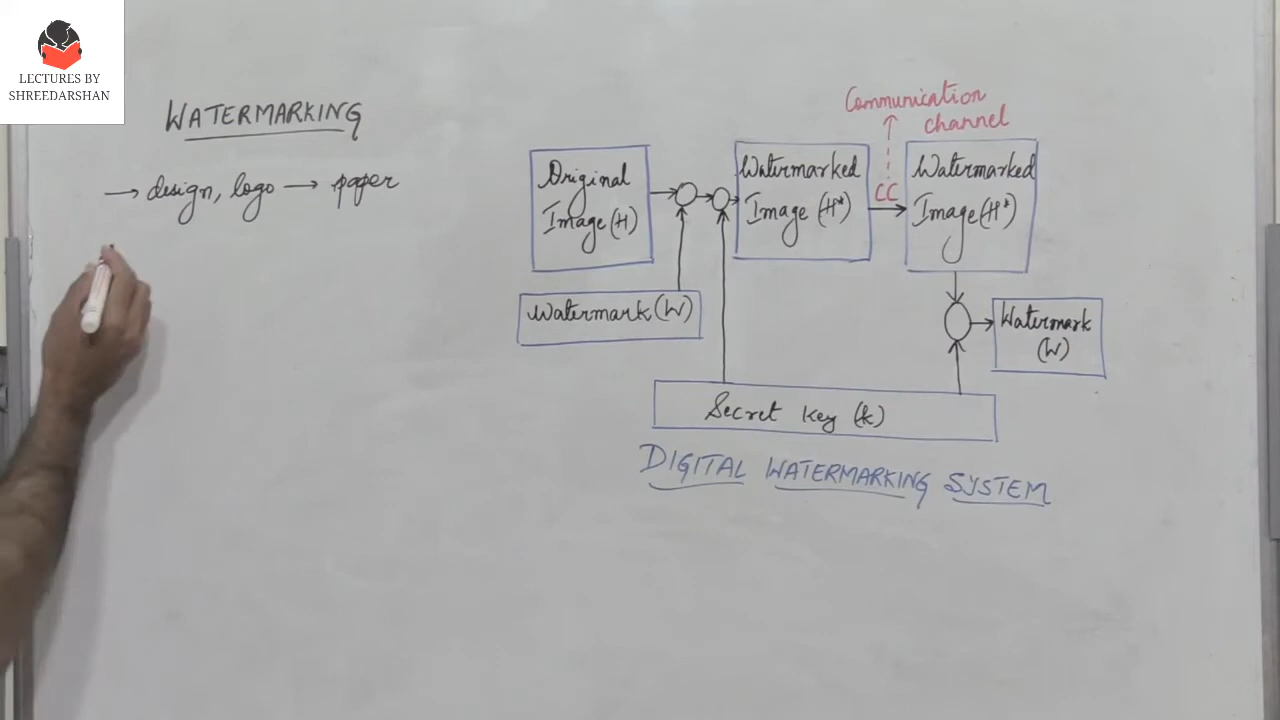 LECTURES BY
SHREEDARSHAN
WATERMARKING
→ design, logo → paper
Communication
channel
Original
Image(H)
Watermarked
Image (H*)
CC
Watermarked
Image(H*)
Watermark(W)
Watermark
(W)
Secret key (k)
DIGITAL WATERMARKING SYSTEM